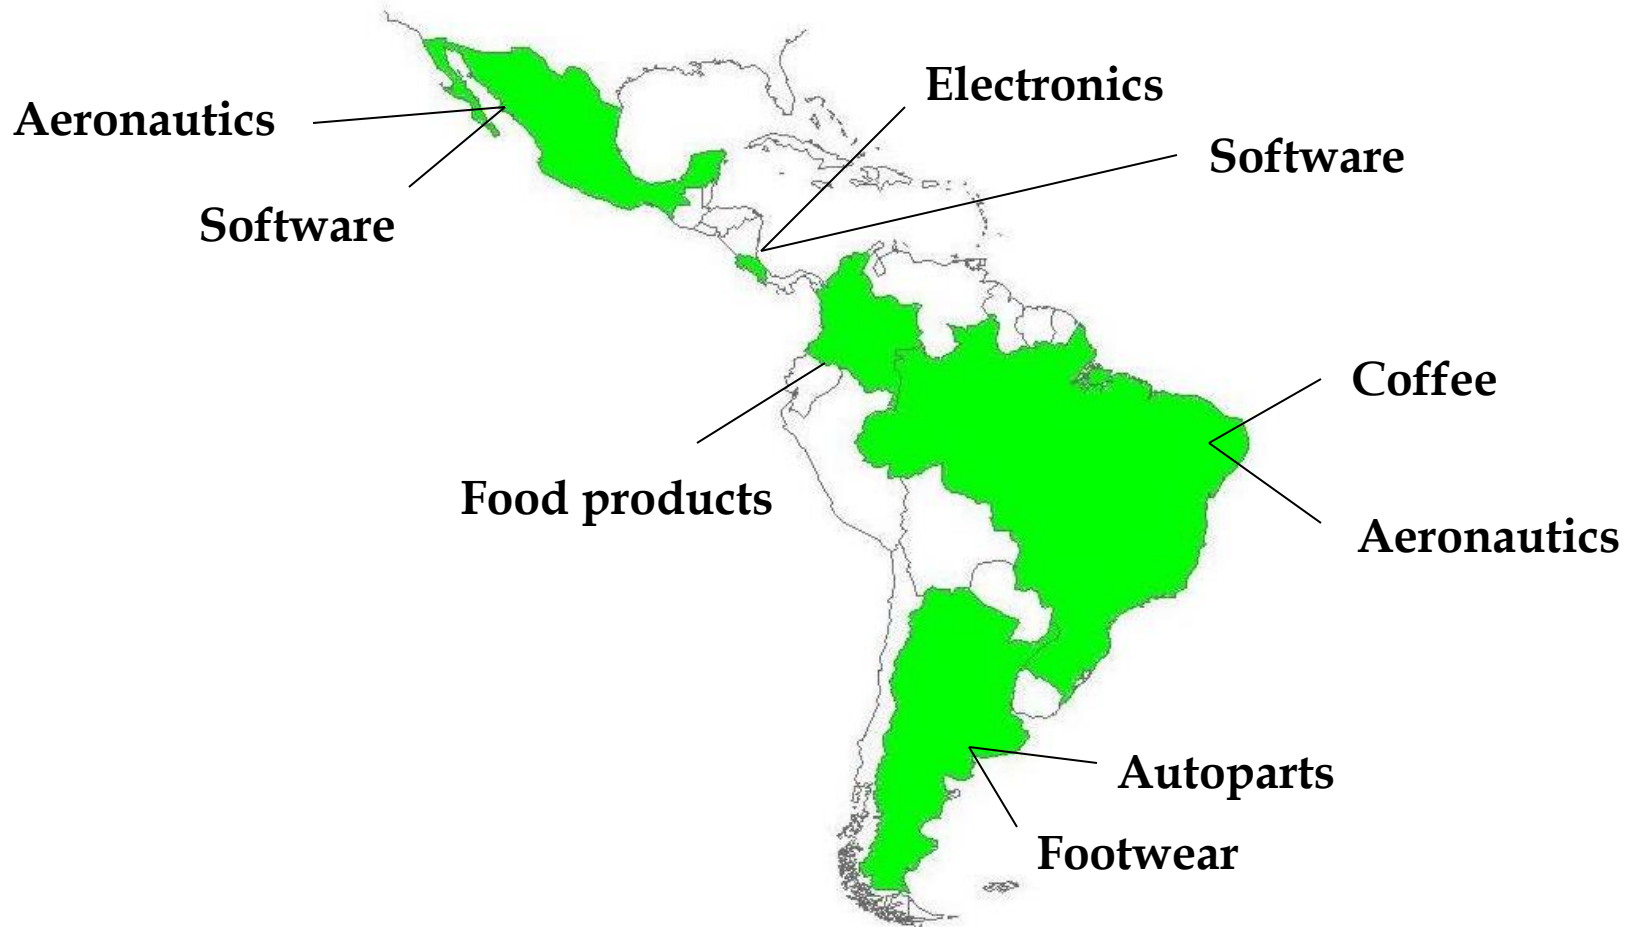 Electronics
Aeronautics
Software
Software
Coffee
Food products
Aeronautics
Autoparts
Footwear